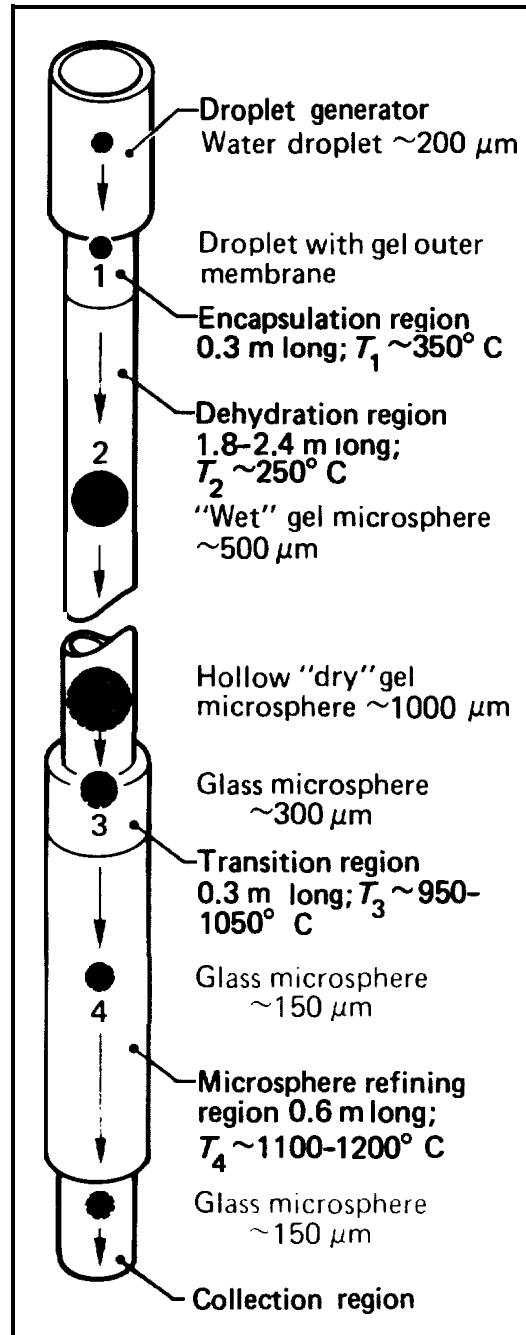 Droplet generator
Water droplet ~200 μm
Droplet with gel outer
membrane
1
Encapsulation region
0.3 m long; T1 ~350° C
Dehydration region
1.8-2.4 m long;
T2 ~250° C
2
"Wet" gel microsphere
~500 μm
Hollow "dry" gel
microsphere ~1000 μm
Glass microsphere
~300 μm
3
Transition region
0.3 m long; T3 ~950-
1050° C
Glass microsphere
~150 μm
4
Microsphere refining
region 0.6 m long;
T4 ~1100-1200° C
Glass microsphere
~150 μm
Collection region